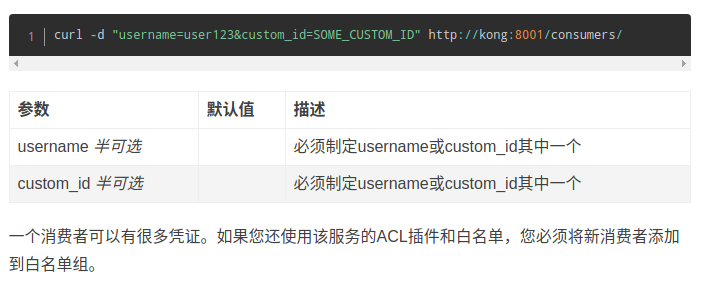 1 curl -d "username=user123&custom_id=SOME_CUSTOM_ID" http://kong:8001/consumers/
参数 默认值 描述
username 半可选 必须制定username或custom_id其中一个
custom_id 半可选 必须制定username或custom_id其中一个
一个消费者可以有很多凭证。如果您还使用该服务的ACL插件和白名单，您必须将新消费者添加
到白名单组。